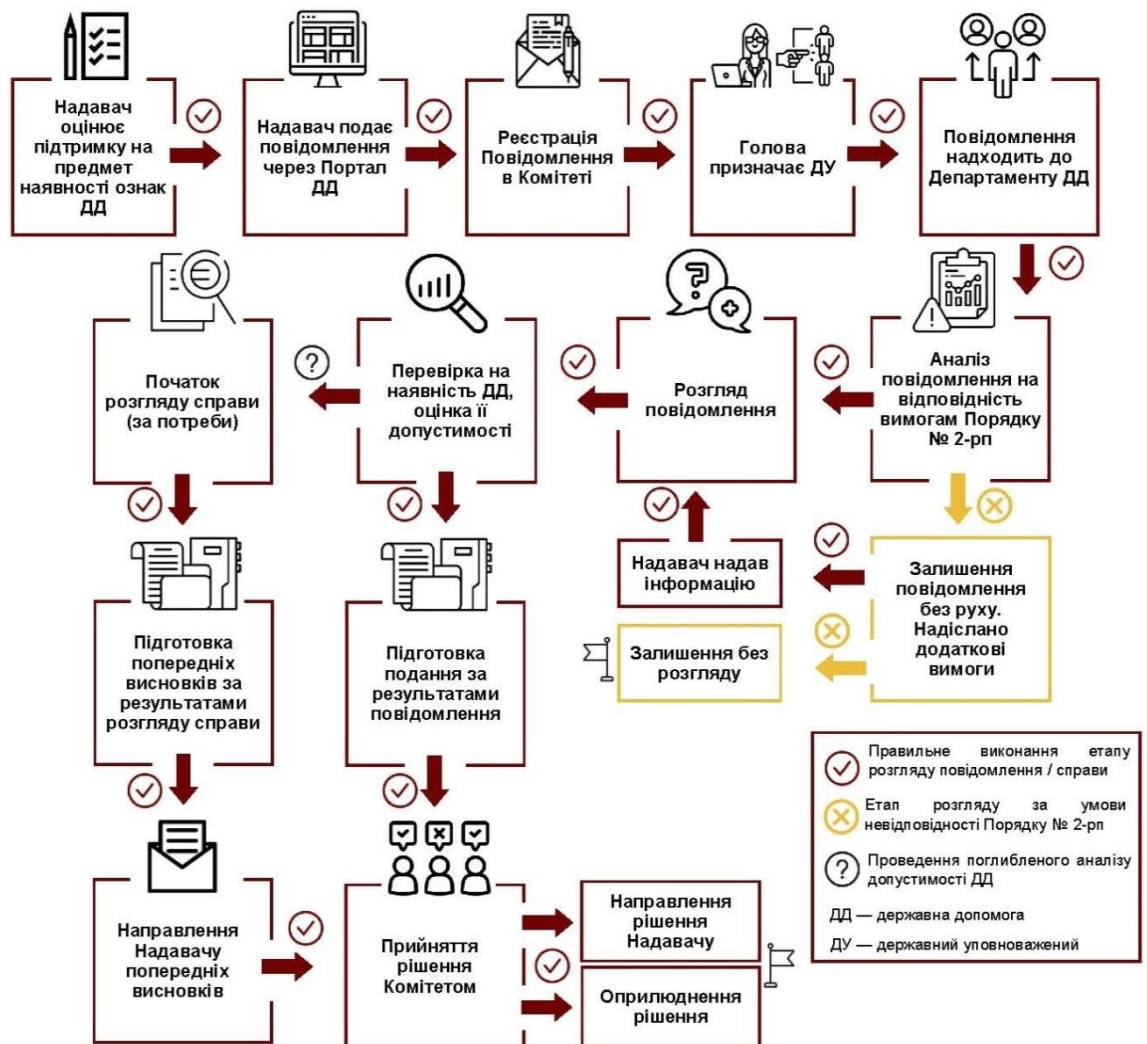 Надавач
оцінює
підтримку на
предмет
наявності ознак
ДД
Надавач подає
повідомлення
через Портал
ДД
Реєстрація
Повідомлення
в Комітеті
Голова
призначає ДУ
Повідомлення
надходить до
Департаменту ДД
Початок
розгляду справи
(за потреби)
Перевірка на
наявність ДД,
оцінка її
допустимості
Розгляд
повідомлення
Аналіз
повідомлення на
відповідність
вимогам Порядку
№ 2-рп
Підготовка
попередніх
висновків за
результатами
розгляду справи
Підготовка
подання за
результатами
повідомлення
Надавач надав
інформацію
Залишення без
розгляду
Залишення
повідомлення
без руху.
Надіслано
додаткові
вимоги
Направлення
Надавачу
попередніх
висновків
Прийняття
рішення
Комітетом
Направлення
рішення
Надавачу
Оприлюднення
рішення
Правильне виконання етапу
розгляду повідомлення / справи
Етап розгляду за умови
невідповідності Порядку № 2-рп
Проведення поглибленого аналізу
допустимості ДД
ДД — державна допомога
ДУ — державний уповноважений